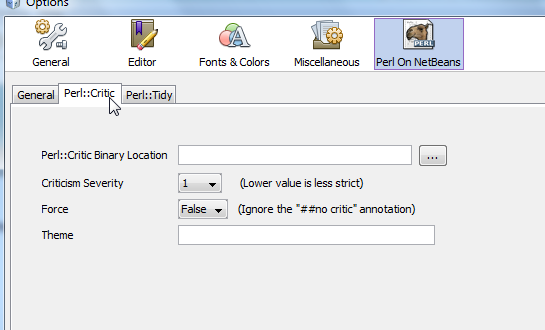 Options
General Editor Fonts & Colors Miscellaneous Perl On NetBeans
PERL
General Perl::Critic Perl::Tidy
Perl::Critic Binary Location ...
Criticism Severity 1 (Lower value is less strict)
Force False (Ignore the "##no critic" annotation)
Theme